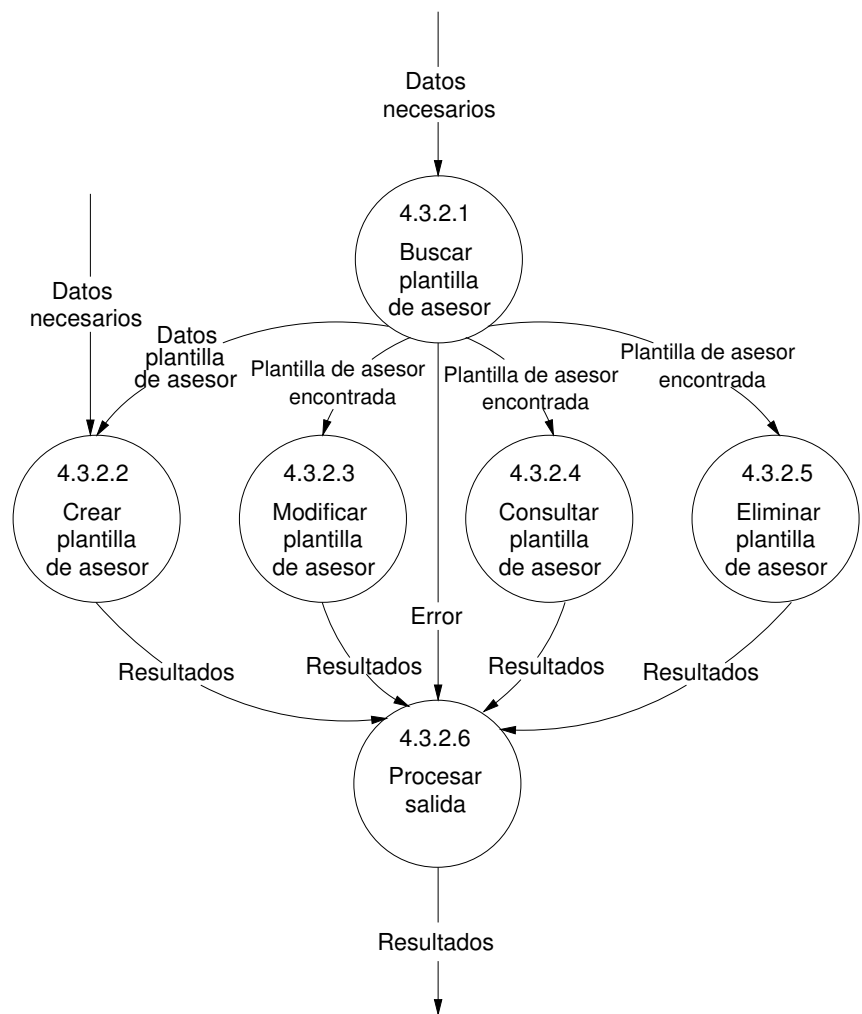 Datos
necesarios
4.3.2.1
Buscar
plantilla
de asesor
Datos
necesarios
Datos
plantilla
de asesor
Plantilla de asesor
encontrada
Plantilla de asesor
encontrada
Plantilla de asesor
encontrada
4.3.2.2
Crear
plantilla
de asesor
4.3.2.3
Modificar
plantilla
de asesor
4.3.2.4
Consultar
plantilla
de asesor
4.3.2.5
Eliminar
plantilla
de asesor
Error
Resultados
Resultados
Resultados
Resultados
4.3.2.6
Procesar
salida
Resultados